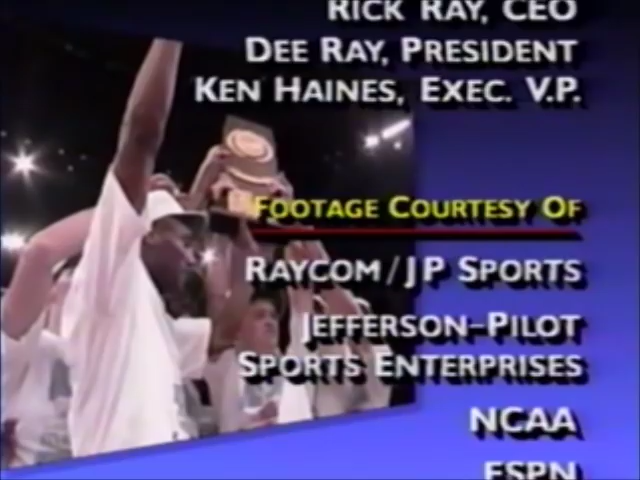 RICK RAY, CEO
DEE RAY, PRESIDENT
KEN HAINES, EXEC. V.P.
FOOTAGE COURTESY OF
RAYCOM/JP SPORTS
JEFFERSON-PILOT
SPORTS ENTERPRISES
NCAA
ESPN